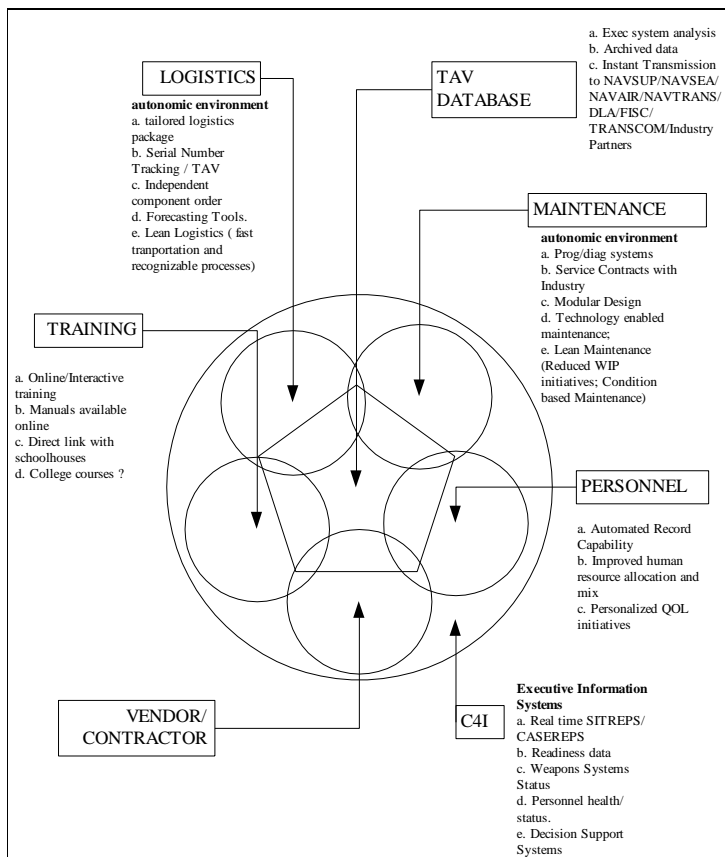 LOGISTICS
autonomic environment
a. tailored logistics
package
b. Serial Number
Tracking / TAV
c. Independent
component order
d. Forecasting Tools.
e. Lean Logistics ( fast
tranportation and
recognizable processes)
TAV
DATABASE
a. Exec system analysis
b. Archived data
c. Instant Transmission
to NAVSUP/NAVSEA/
NAVAIR/NAVTRANS/
DLA/FISC/
TRANSCOM/Industry
Partners
MAINTENANCE
autonomic environment
a. Prog/diag systems
b. Service Contracts with
Industry
c. Modular Design
d. Technology enabled
maintenance;
e. Lean Maintenance
(Reduced WIP
initiatives; Condition
based Maintenance)
TRAINING
a. Online/Interactive
training
b. Manuals available
online
c. Direct link with
schoolhouses
d. College courses ?
PERSONNEL
a. Automated Record
Capability
b. Improved human
resource allocation and
mix
c. Personalized QOL
initiatives
VENDOR/
CONTRACTOR
C4I
Executive Information
Systems
a. Real time SITREPS/
CASEREPS
b. Readiness data
c. Weapons Systems
Status
d. Personnel health/
status.
e. Decision Support
Systems